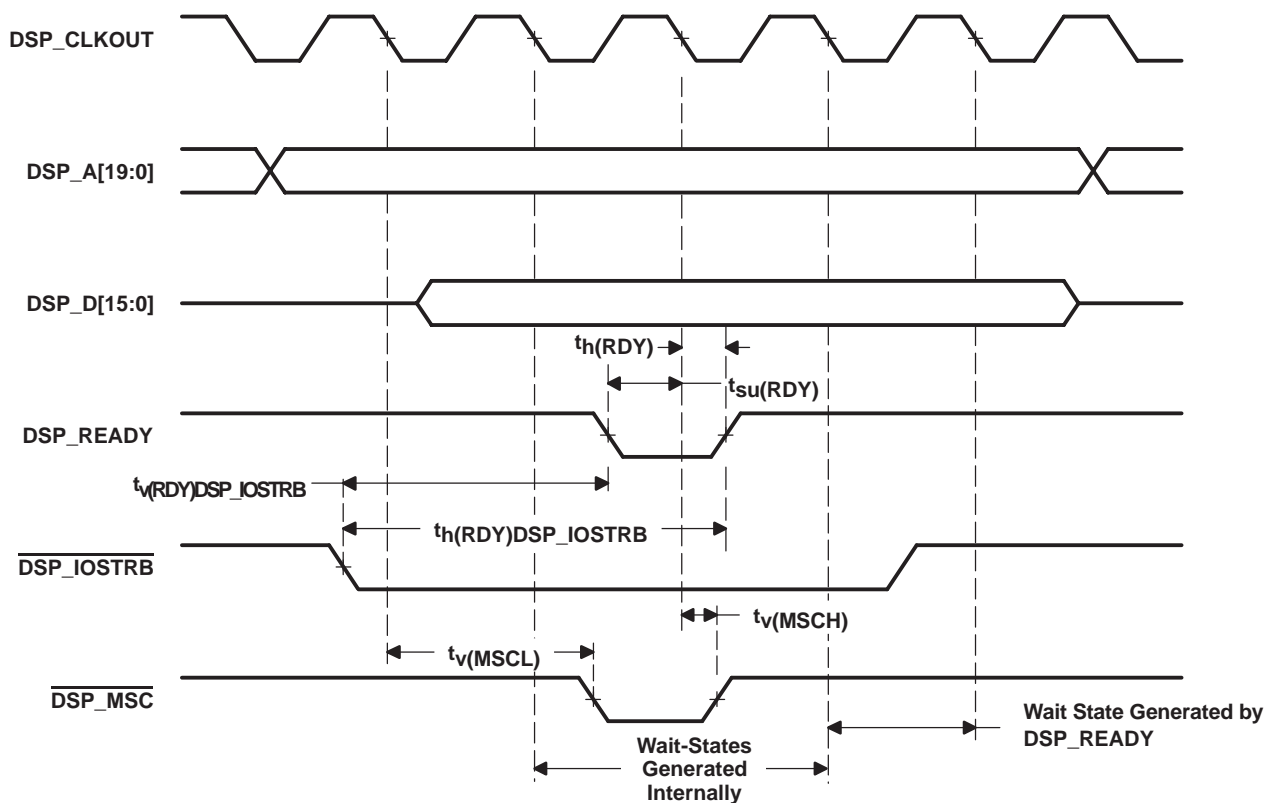 DSP_CLKOUT
DSP_A[19:0]
DSP_D[15:0]
th(RDY)
tsu(RDY)
DSP_READY
tv(RDY)DSP_IOSTRB
th(RDY)DSP_IOSTRB
DSP_IOSTRB
tv(MSCH)
tv(MSCL)
DSP_MSC
Wait State Generated by
DSP_READY
Wait-States
Generated
Internally